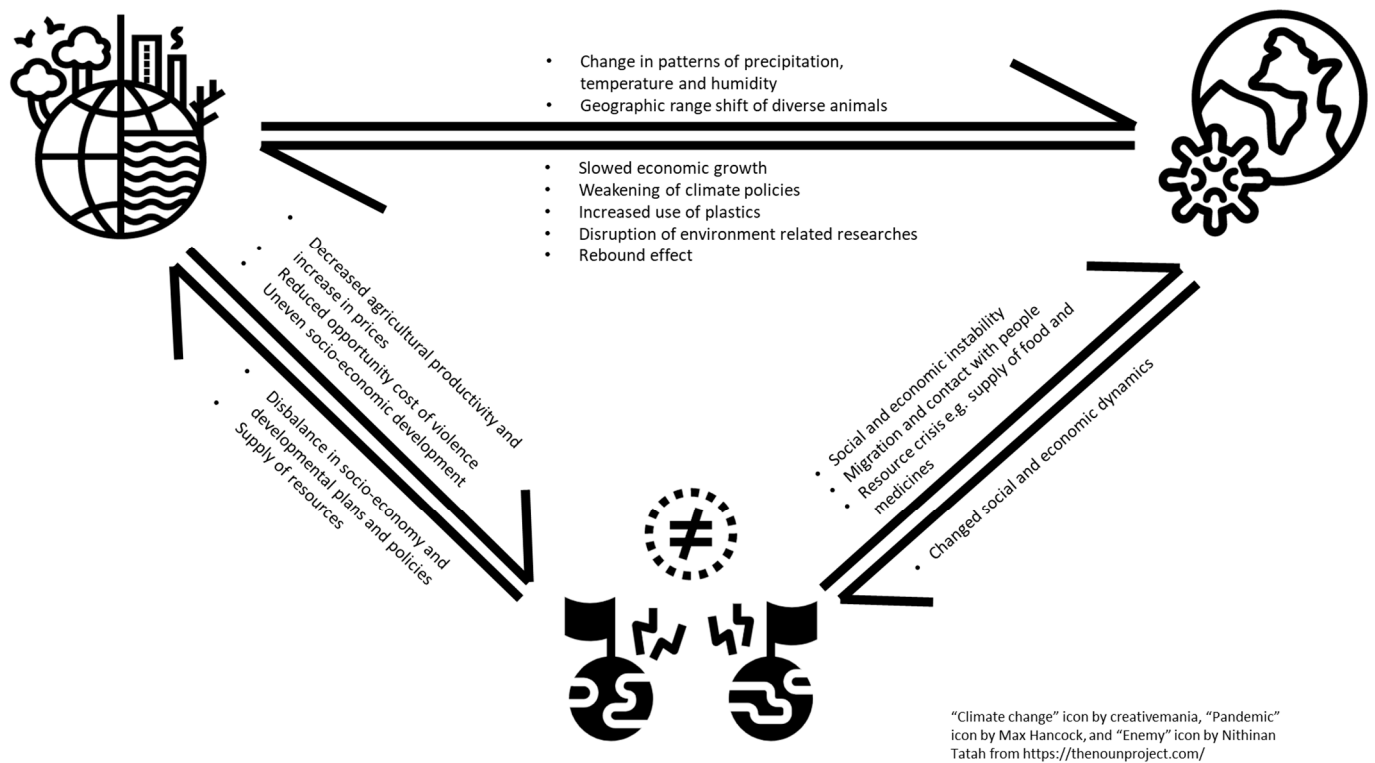 • Change in patterns of precipitation,
temperature and humidity
• Geographic range shift of diverse animals
• Slowed economic growth
• Weakening of climate policies
• Increased use of plastics
• Disruption of environment related researches
• Rebound effect
• Decreased agricultural productivity and
increase in prices
• Reduced opportunity cost of violence
• Uneven socio-economic development
• Disbalance in socio-economy and
developmental plans and policies
• Supply of resources
• Social and economic instability
• Migration and contact with people
• Resource crisis e.g. supply of food and
medicines
• Changed social and economic dynamics
≠
“Climate change” icon by creativemania, “Pandemic”
icon by Max Hancock, and “Enemy” icon by Nithinan
Tatah from https://thenounproject.com/